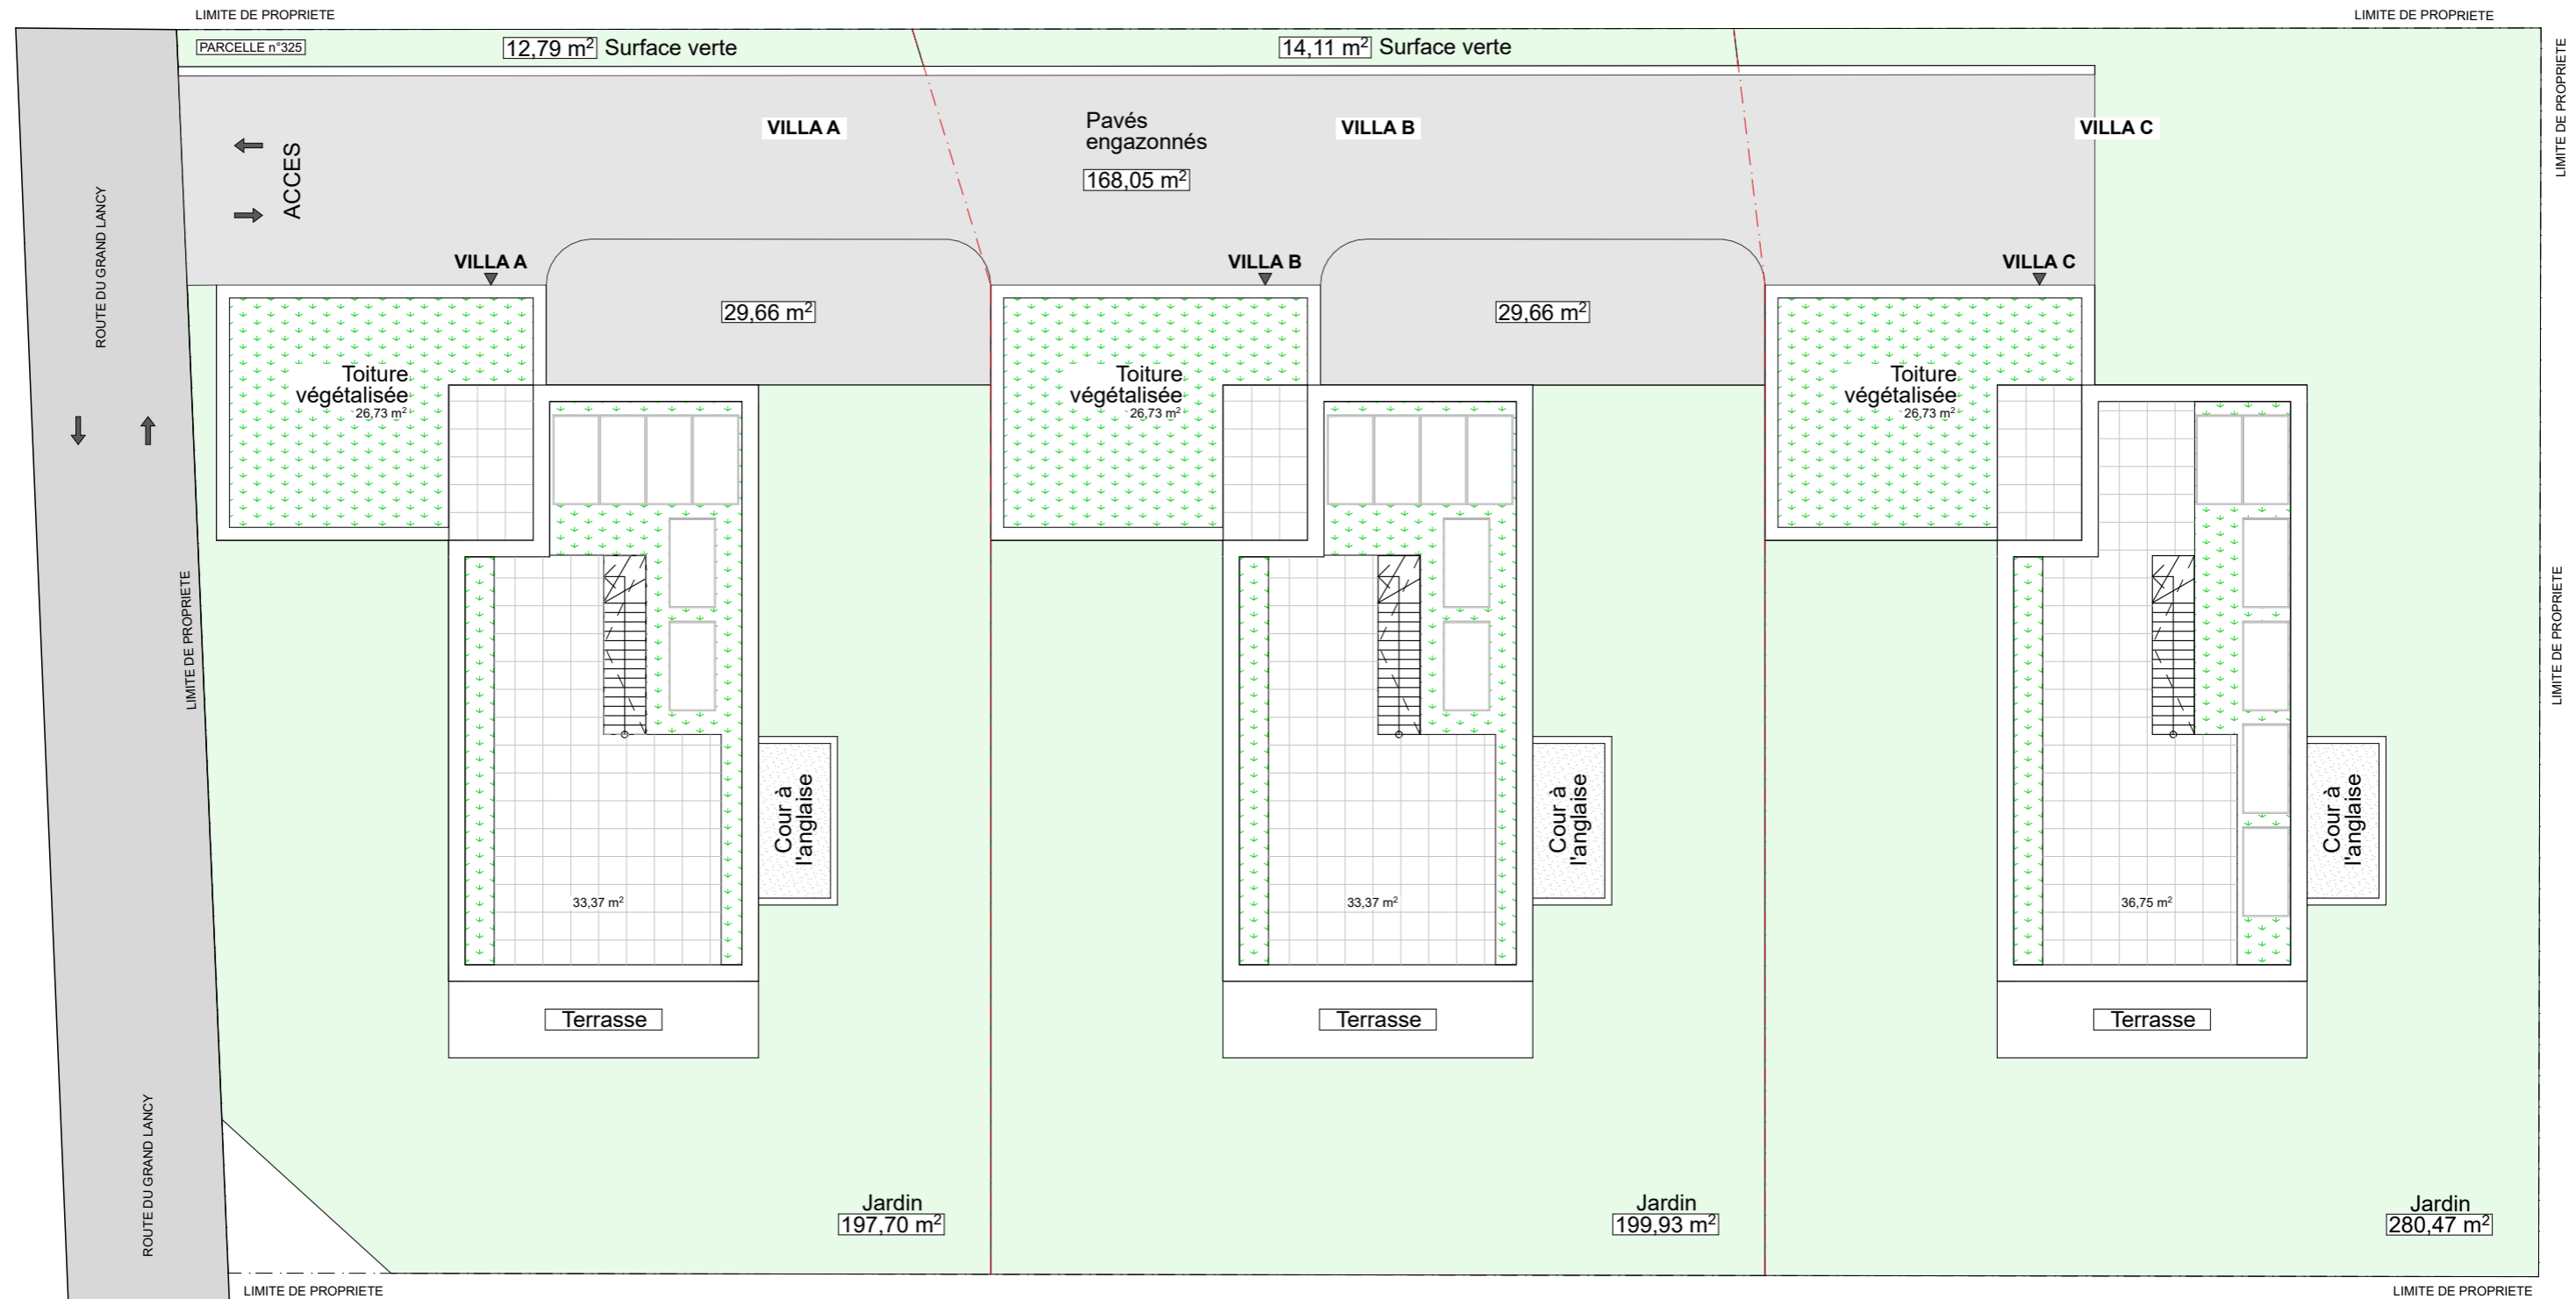 LIMITE DE PROPRIETE
LIMITE DE PROPRIETE
PARCELLE n°325
12,79 m² Surface verte
14,11 m² Surface verte
LIMITE DE PROPRIETE
VILLA A
Pavés
engazonnés
168,05 m²
VILLA B
VILLA C
ACCES
ROUTE DU GRAND LANCY
VILLA A
VILLA B
VILLA C
29,66 m²
29,66 m²
Toiture
végétalisée
26,73 m²
Toiture
végétalisée
26,73 m²
Toiture
végétalisée
26,73 m²
LIMITE DE PROPRIETE
LIMITE DE PROPRIETE
Cour à
l'anglaise
Cour à
l'anglaise
Cour à
l'anglaise
33,37 m²
33,37 m²
36,75 m²
Terrasse
Terrasse
Terrasse
ROUTE DU GRAND LANCY
Jardin
197,70 m²
Jardin
199,93 m²
Jardin
280,47 m²
LIMITE DE PROPRIETE
LIMITE DE PROPRIETE